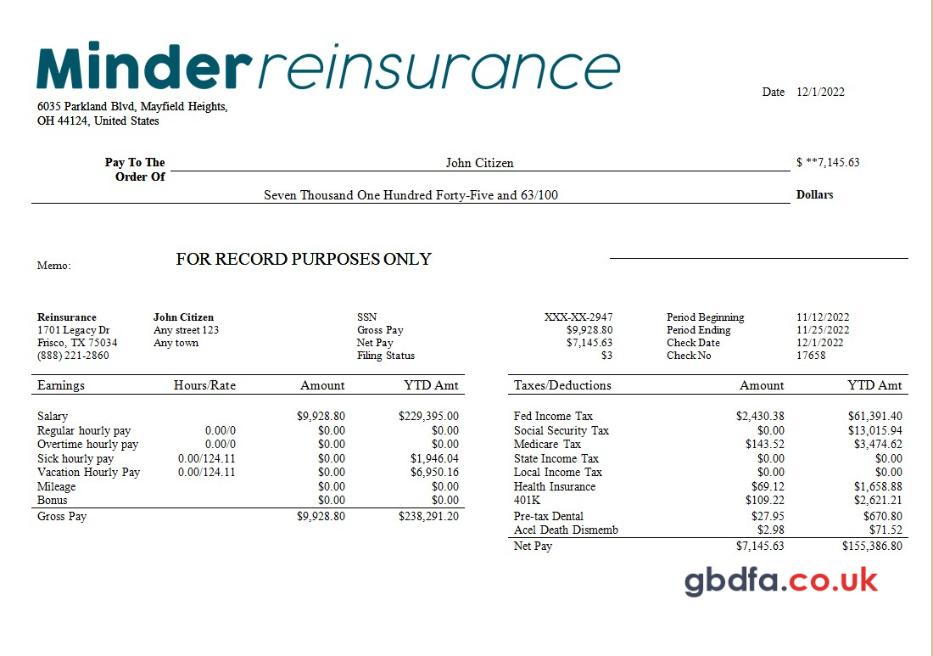 Minder reinsurance
6035 Parkland Blvd, Mayfield Heights,
OH 44124, United States
Date 12/1/2022
Pay To The Order Of John Citizen $ **7,145.63
Seven Thousand One Hundred Forty-Five and 63/100 Dollars
Memo: FOR RECORD PURPOSES ONLY
Reinsurance John Citizen SSN XXX-XX-2947 Period Beginning 11/12/2022
1701 Legacy Dr Any street 123 Gross Pay $9,928.80 Period Ending 11/25/2022
Frisco, TX 75034 Any town Net Pay $7,145.63 Check Date 12/1/2022
(888) 221-2860 Filing Status $3 Check No 17658
Earnings Hours/Rate Amount YTD Amt
Salary $9,928.80 $229,395.00
Regular hourly pay 0.00/0 $0.00 $0.00
Overtime hourly pay 0.00/0 $0.00 $0.00
Sick hourly pay 0.00/124.11 $0.00 $1,946.04
Vacation Hourly Pay 0.00/124.11 $0.00 $6,950.16
Mileage $0.00 $0.00
Bonus $0.00 $0.00
Gross Pay $9,928.80 $238,291.20
Taxes/Deductions Amount YTD Amt
Fed Income Tax $2,430.38 $61,391.40
Social Security Tax $0.00 $13,015.94
Medicare Tax $143.52 $3,474.62
State Income Tax $0.00 $0.00
Local Income Tax $0.00 $0.00
Health Insurance $69.12 $1,658.88
401K $109.22 $2,621.21
Pre-tax Dental $27.95 $670.80
Acel Death Dismemb $2.98 $71.52
Net Pay $7,145.63 $155,386.80
gbdfa.co.uk